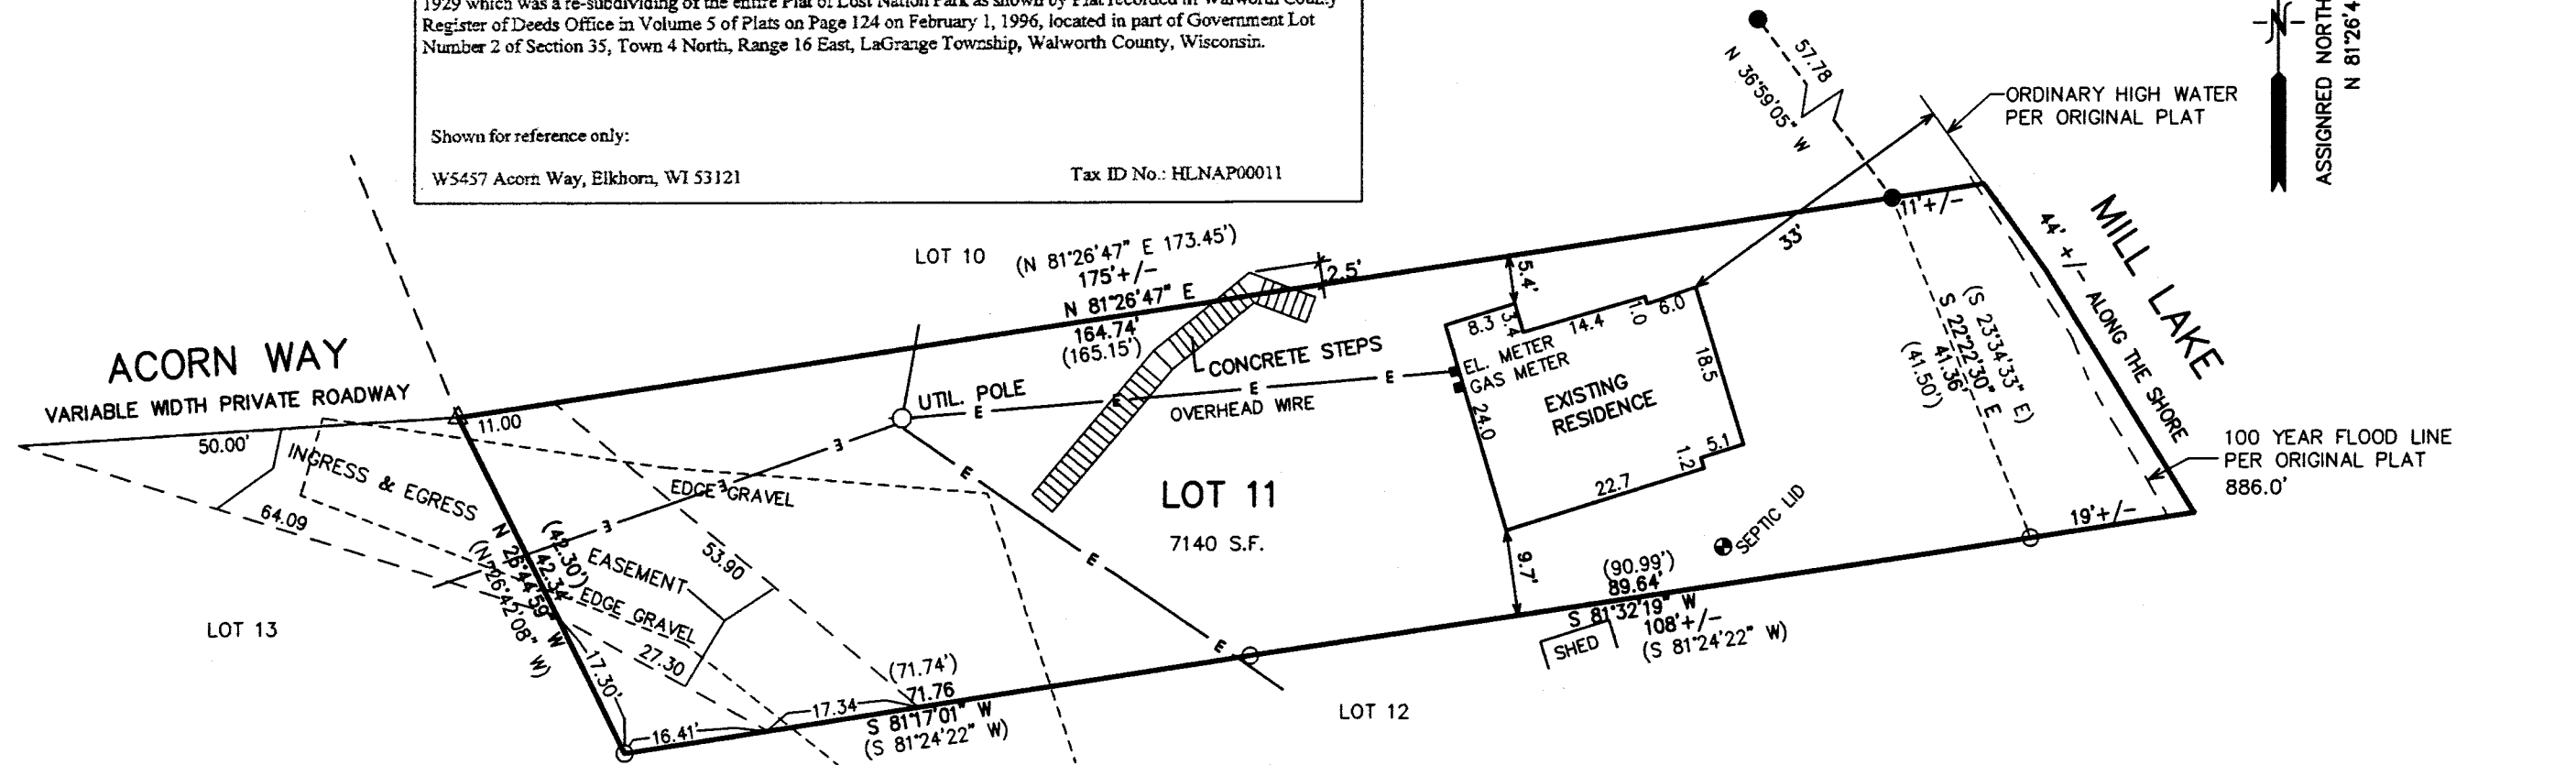 1929 which was a re-subdividing of the entire Plat of Lost Nation Park as shown by Plat recorded in Walworth County
Register of Deeds Office in Volume 5 of Plats on Page 124 on February 1, 1996, located in part of Government Lot
Number 2 of Section 35, Town 4 North, Range 16 East, LaGrange Township, Walworth County, Wisconsin.
Shown for reference only:
W5457 Acorn Way, Elkhorn, WI 53121
Tax ID No.: HLNAP00011
57.78
N 36°59'05" W
ORDINARY HIGH WATER
PER ORIGINAL PLAT
N
ASSIGNRED NORTH
N 81°26'4
LOT 10
(N 81°26'47" E 173.45')
175'+/-
N 81°26'47" E
164.74'
(165.15')
2.5'
5.4'
33'
11'+/-
MILL LAKE
44' +/- ALONG THE SHORE
(S 23°34'33" E)
S 22°22'30" E
41.36'
(41.50')
100 YEAR FLOOD LINE
PER ORIGINAL PLAT
886.0'
19'+/-
ACORN WAY
VARIABLE WIDTH PRIVATE ROADWAY
50.00'
11.00
UTIL. POLE
E
E
E
E
OVERHEAD WIRE
CONCRETE STEPS
8.3
3.4
14.4
1.0
6.0
EL. METER
GAS METER
18.5
24.0
EXISTING
RESIDENCE
5.1
1.2
22.7
9.7'
SEPTIC LID
INGRESS & EGRESS
64.09
EDGE GRAVEL
E
E
E
E
E
E
LOT 11
7140 S.F.
53.90
EASEMENT
EDGE GRAVEL
27.30
(42.30')
42.34'
N 26°44'59" W
(N 26°42'08" W)
17.30'
LOT 13
16.41'
17.34
(71.74')
71.76
S 81°17'01" W
(S 81°24'22" W)
(90.99')
89.64'
S 81°32'19" W
108'+/-
(S 81°24'22" W)
SHED
LOT 12